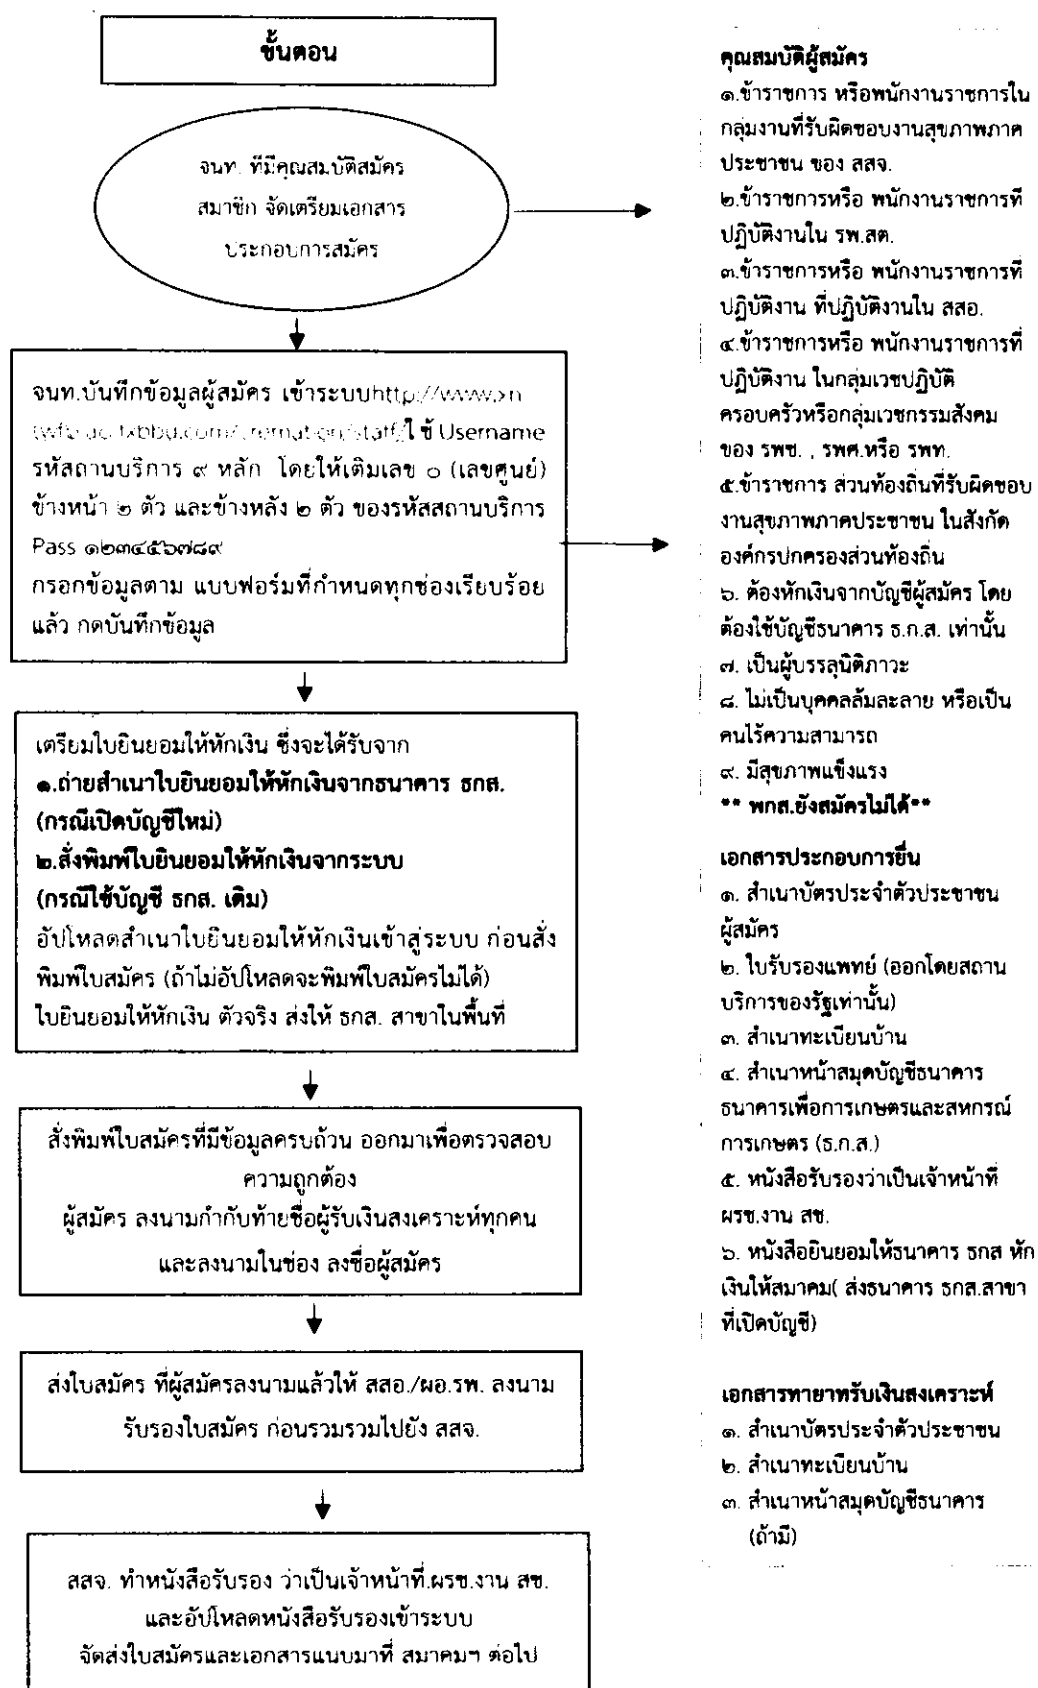 ขั้นตอน
จนท. ที่มีคุณสมบัติสมัคร
สมาชิก จัดเตรียมเอกสาร
ประกอบการสมัคร
จนท.บันทึกข้อมูลผู้สมัคร เข้าระบบhttp://www.xn
ใช้ Username
รหัสถานบริการ ๙ หลัก โดยให้เติมเลข ๐ (เลขศูนย์)
ข้างหน้า ๒ ตัว และข้างหลัง ๒ ตัว ของรหัสสถานบริการ
Pass ๑๒๓๔๕๖๗๘๙
กรอกข้อมูลตาม แบบฟอร์มที่กำหนดทุกช่องเรียบร้อย
แล้ว กดบันทึกข้อมูล
เตรียมใบยินยอมให้หักเงิน ซึ่งจะได้รับจาก
๑.ถ่ายสำเนาใบยินยอมให้หักเงินจากธนาคาร ธกส.
(กรณีเปิดบัญชีใหม่)
๒.สั่งพิมพ์ใบยินยอมให้หักเงินจากระบบ
(กรณีใช้บัญชี ธกส. เดิม)
อัปโหลดสำเนาใบยินยอมให้หักเงินเข้าสู่ระบบ ก่อนสั่ง
พิมพ์ใบสมัคร (ถ้าไม่อัปโหลดจะพิมพ์ใบสมัครไม่ได้)
ใบยินยอมให้หักเงิน ตัวจริง ส่งให้ ธกส. สาขาในพื้นที่
สั่งพิมพ์ใบสมัครที่มีข้อมูลครบถ้วน ออกมาเพื่อตรวจสอบ
ความถูกต้อง
ผู้สมัคร ลงนามกำกับท้ายชื่อผู้รับเงินสงเคราะห์ทุกคน
และลงนามในช่อง ลงชื่อผู้สมัคร
ส่งใบสมัคร ที่ผู้สมัครลงนามแล้วให้ สสอ./ผอ.รพ. ลงนาม
รับรองใบสมัคร ก่อนรวมรวมไปยัง สสจ.
สสจ. ทำหนังสือรับรอง ว่าเป็นเจ้าหน้าที่.ผรช.งาน สช.
และอัปโหลดหนังสือรับรองเข้าระบบ
จัดส่งใบสมัครและเอกสารแนบมาที่ สมาคมฯ ต่อไป
คุณสมบัติผู้สมัคร
๑.ข้าราชการ หรือพนักงานราชการใน
กลุ่มงานที่รับผิดชอบงานสุขภาพภาค
ประชาชน ของ สสจ.
๒.ข้าราชการหรือ พนักงานราชการที่
ปฏิบัติงานใน รพ.สต.
๓.ข้าราชการหรือ พนักงานราชการที่
ปฏิบัติงาน ที่ปฏิบัติงานใน สสอ.
๔.ข้าราชการหรือ พนักงานราชการที่
ปฏิบัติงาน ในกลุ่มเวชปฏิบัติ
ครอบครัวหรือกลุ่มเวชกรรมสังคม
ของ รพช. , รพศ.หรือ รพท.
๕.ข้าราชการ ส่วนท้องถิ่นที่รับผิดชอบ
งานสุขภาพภาคประชาชน ในสังกัด
องค์กรปกครองส่วนท้องถิ่น
๖. ต้องหักเงินจากบัญชีผู้สมัคร โดย
ต้องใช้บัญชีธนาคาร ธ.ก.ส. เท่านั้น
๗. เป็นผู้บรรลุนิติภาวะ
๘. ไม่เป็นบุคคลล้มละลาย หรือเป็น
คนไร้ความสามารถ
๙. มีสุขภาพแข็งแรง
** พกส.ยังสมัครไม่ได้**
เอกสารประกอบการยื่น
๑. สำเนาบัตรประจำตัวประชาชน
ผู้สมัคร
๒. ใบรับรองแพทย์ (ออกโดยสถาน
บริการของรัฐเท่านั้น)
๓. สำเนาทะเบียนบ้าน
๔. สำเนาหน้าสมุดบัญชีธนาคาร
ธนาคารเพื่อการเกษตรและสหกรณ์
การเกษตร (ธ.ก.ส.)
๕. หนังสือรับรองว่าเป็นเจ้าหน้าที่
ผรช.งาน สช.
๖. หนังสือยินยอมให้ธนาคาร ธกส หัก
เงินให้สมาคม( ส่งธนาคาร ธกส.สาขา
ที่เปิดบัญชี)
เอกสารทายาทรับเงินสงเคราะห์
๑. สำเนาบัตรประจำตัวประชาชน
๒. สำเนาทะเบียนบ้าน
๓. สำเนาหน้าสมุดบัญชีธนาคาร
(ถ้ามี)